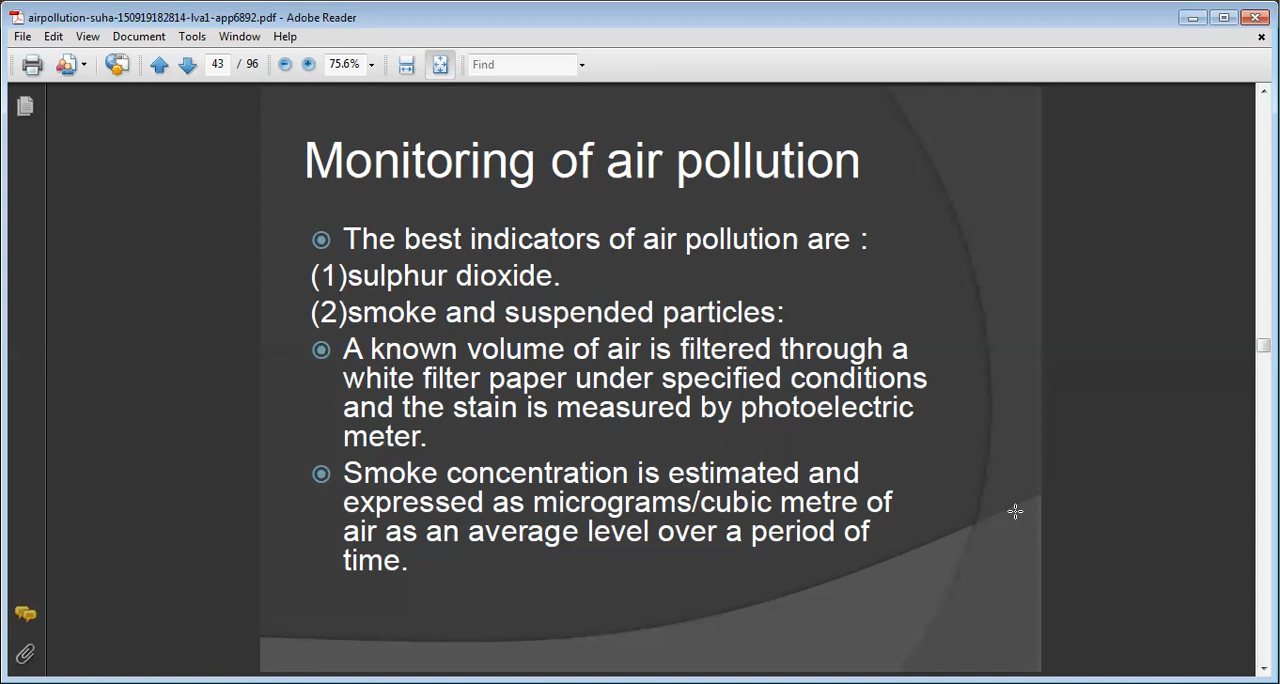 airpollution-suha-150919182814-lva1-app6892.pdf - Adobe Reader
File Edit View Document Tools Window Help
43 / 96 75.6% Find
Monitoring of air pollution
The best indicators of air pollution are :
(1)sulphur dioxide.
(2)smoke and suspended particles:
A known volume of air is filtered through a
white filter paper under specified conditions
and the stain is measured by photoelectric
meter.
Smoke concentration is estimated and
expressed as micrograms/cubic metre of
air as an average level over a period of
time.